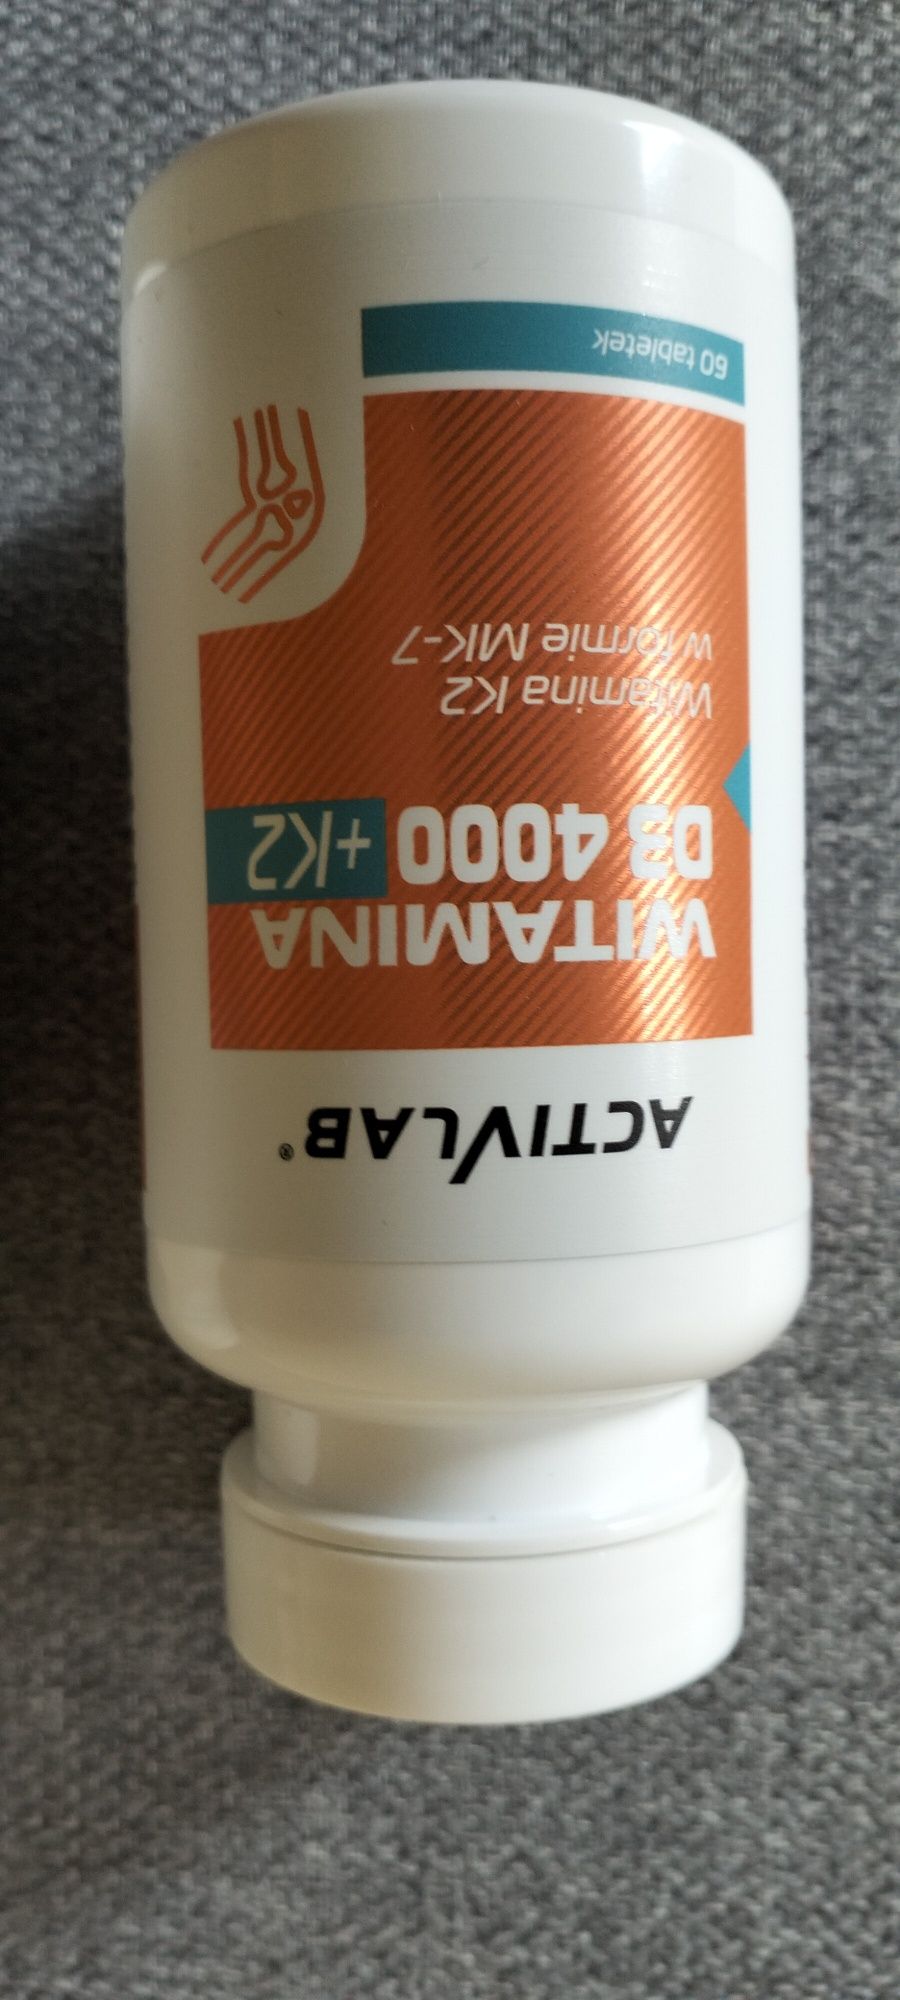 ACTIVLAB®
WITAMINA
D3 4000 +K2
Witamina K2
w formie MK-7
60 tabletek